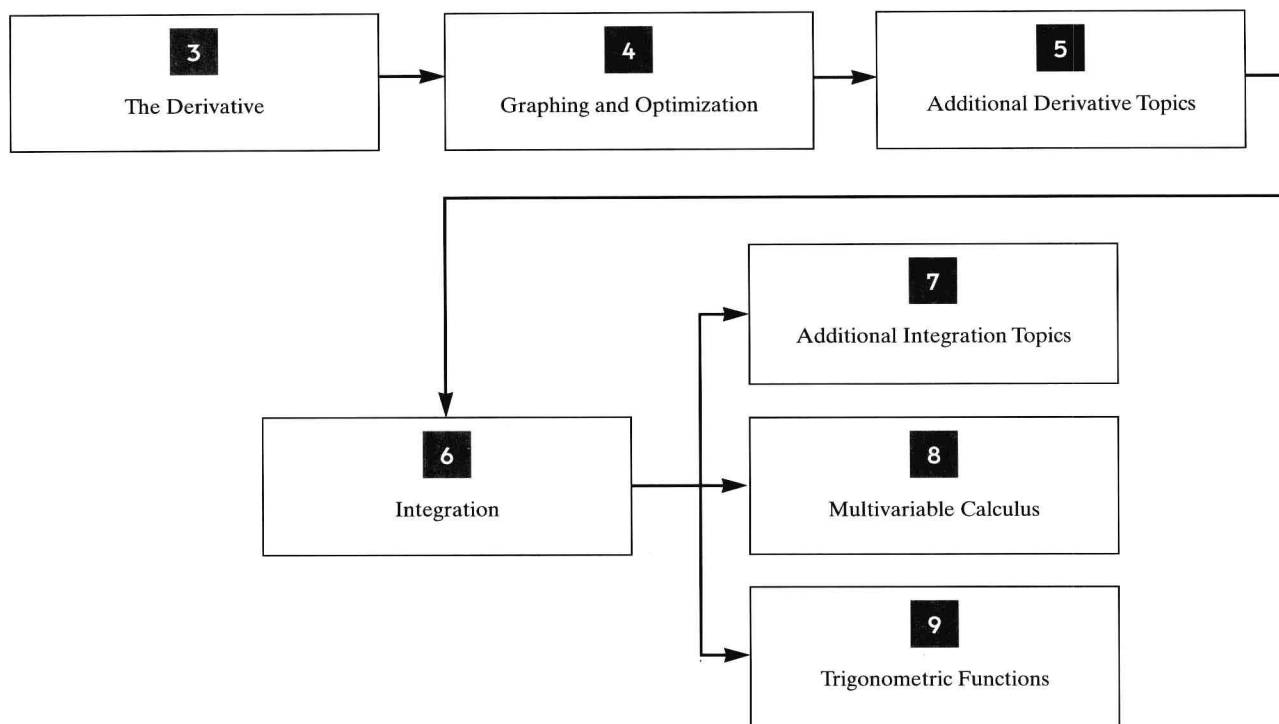 3
The Derivative
4
Graphing and Optimization
5
Additional Derivative Topics
6
Integration
7
Additional Integration Topics
8
Multivariable Calculus
9
Trigonometric Functions